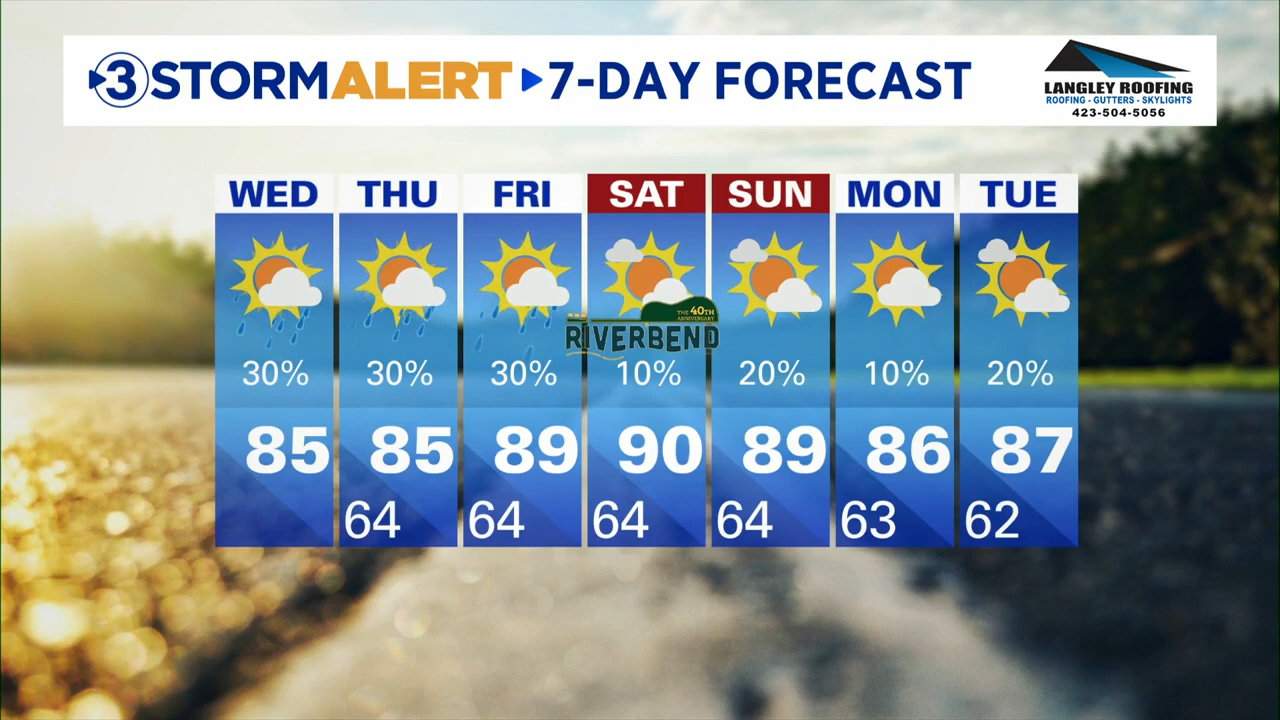 3 STORMALERT 7-DAY FORECAST
LANGLEY ROOFING
ROOFING - GUTTERS - SKYLIGHTS
423-504-5056
WED THU FRI SAT SUN MON TUE
THE 40TH
ANNIVERSARY
RIVERBEND
30% 30% 30% 10% 20% 10% 20%
85 85 89 90 89 86 87
64 64 64 64 63 62